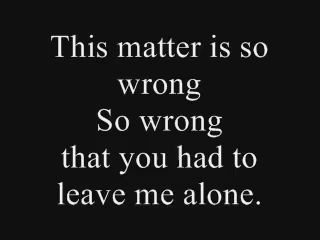 This matter is so
wrong
So wrong
that you had to
leave me alone.